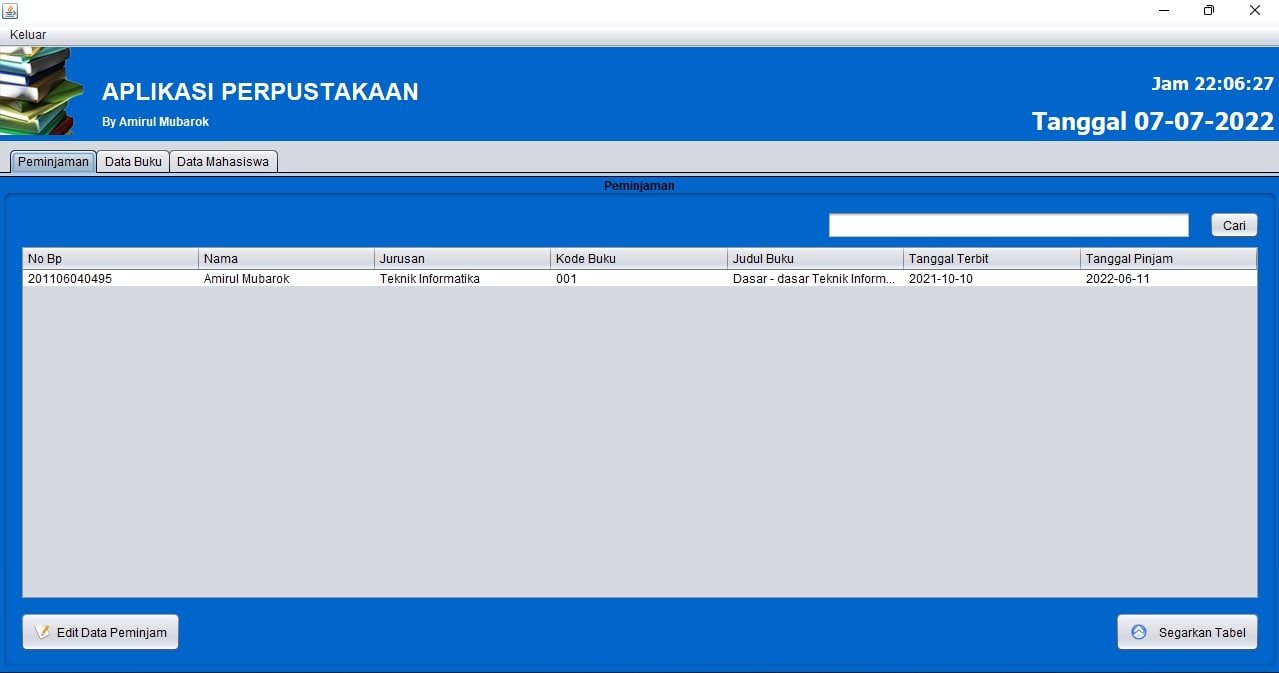 Keluar
APLIKASI PERPUSTAKAAN
By Amirul Mubarok
Jam 22:06:27
Tanggal 07-07-2022
Peminjaman Data Buku Data Mahasiswa
Peminjaman
Cari
No Bp Nama Jurusan Kode Buku Judul Buku Tanggal Terbit Tanggal Pinjam
201106040495 Amirul Mubarok Teknik Informatika 001 Dasar - dasar Teknik Inform... 2021-10-10 2022-06-11
Edit Data Peminjam Segarkan Tabel